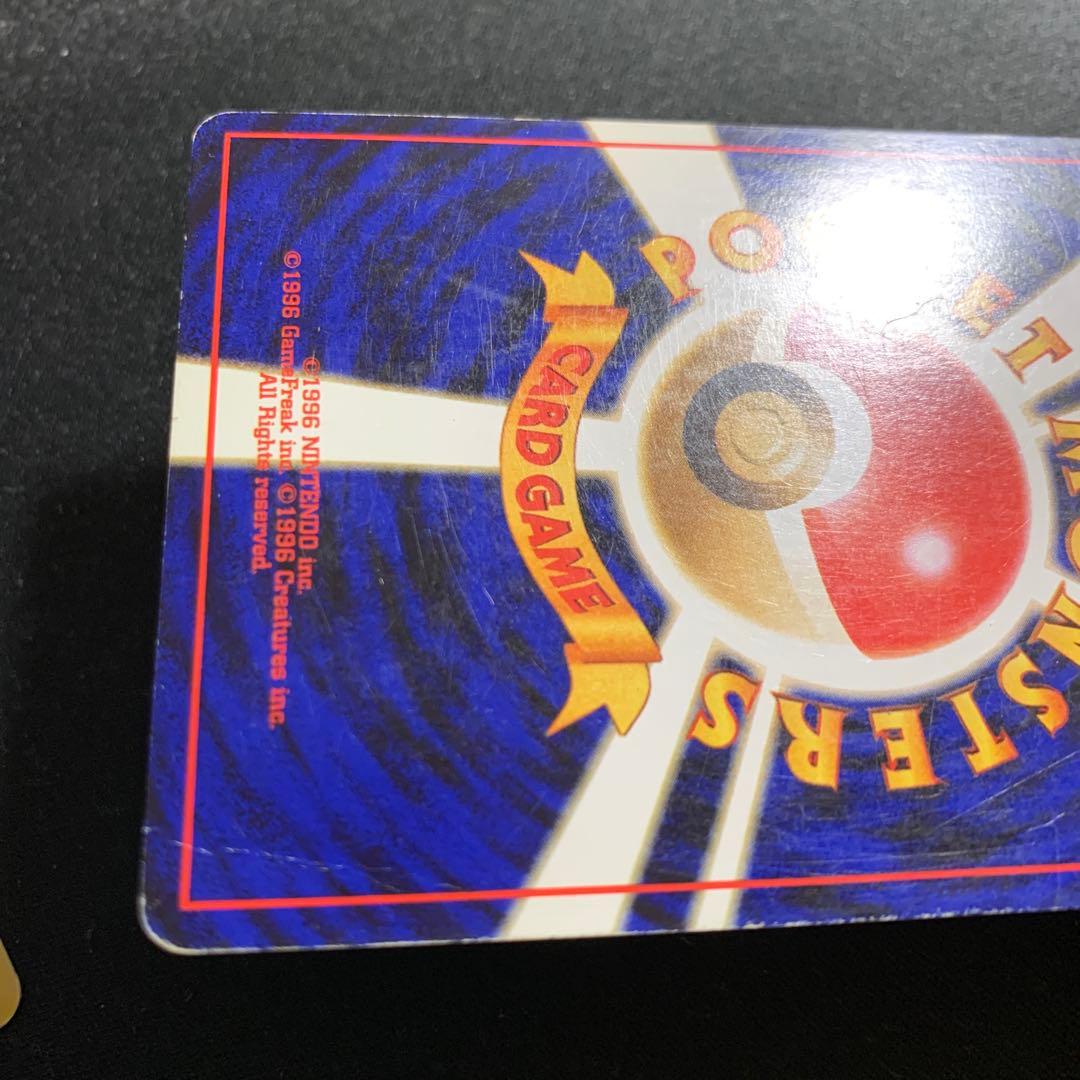 POCKET MONSTERS
CARD GAME
©1996 NINTENDO inc.
©1996 GameFreak inc. ©1996 Creatures inc.
All Rights reserved.